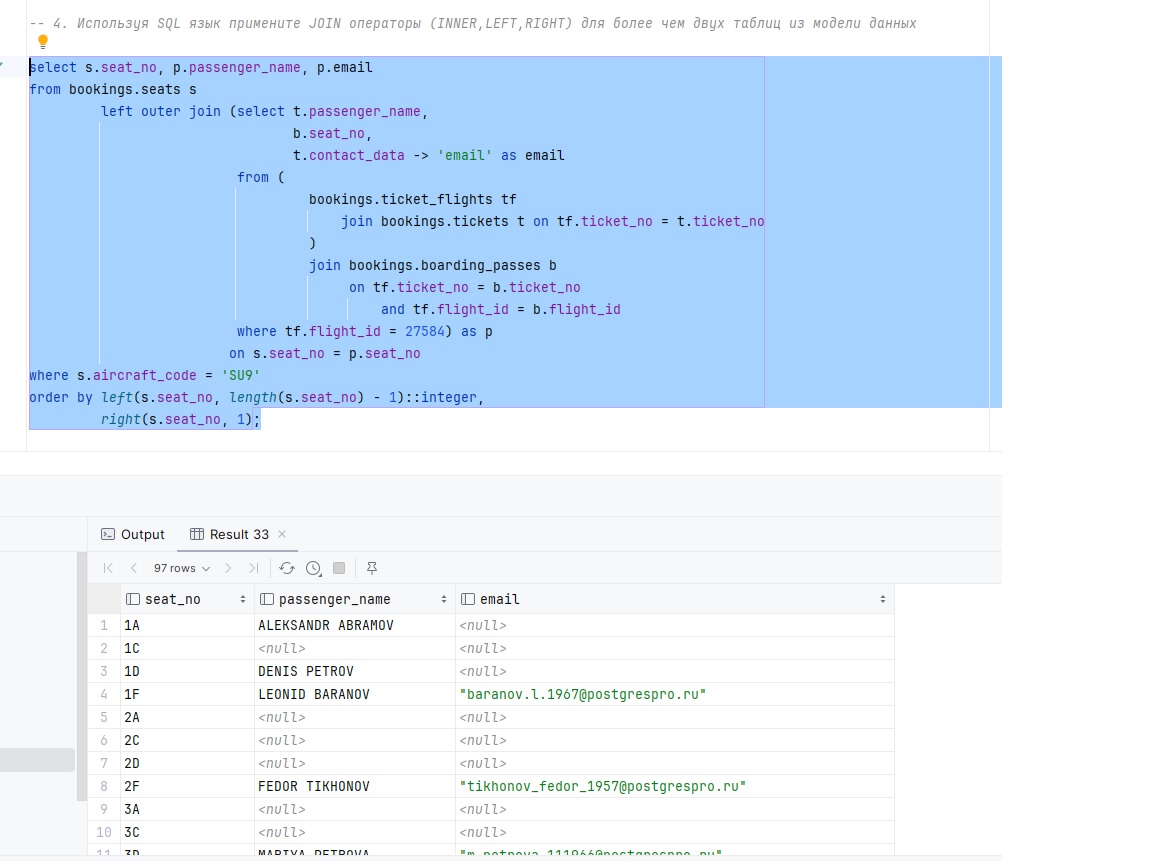 -- 4. Используя SQL язык примените JOIN операторы (INNER,LEFT,RIGHT) для более чем двух таблиц из модели данных
select s.seat_no, p.passenger_name, p.email
from bookings.seats s
left outer join (select t.passenger_name,
b.seat_no,
t.contact_data -> 'email' as email
from (
bookings.ticket_flights tf
join bookings.tickets t on tf.ticket_no = t.ticket_no
)
join bookings.boarding_passes b
on tf.ticket_no = b.ticket_no
and tf.flight_id = b.flight_id
where tf.flight_id = 27584) as p
on s.seat_no = p.seat_no
where s.aircraft_code = 'SU9'
order by left(s.seat_no, length(s.seat_no) - 1)::integer,
right(s.seat_no, 1);
Output Result 33
97 rows
seat_no passenger_name email
1 1A ALEKSANDR ABRAMOV <null>
2 1C <null> <null>
3 1D DENIS PETROV <null>
4 1F LEONID BARANOV "baranov.l.1967@postgrespro.ru"
5 2A <null> <null>
6 2C <null> <null>
7 2D <null> <null>
8 2F FEDOR TIKHONOV "tikhonov_fedor_1957@postgrespro.ru"
9 3A <null> <null>
10 3C <null> <null>
11 3D MARIYA PETROVA "m.petrova.111966@postgrespro.ru"